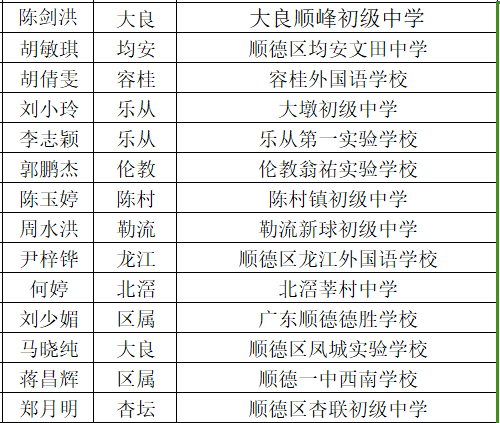 陈剑洪 大良 大良顺峰初级中学
胡敏琪 均安 顺德区均安文田中学
胡倩雯 容桂 容桂外国语学校
刘小玲 乐从 大墩初级中学
李志颖 乐从 乐从第一实验学校
郭鹏杰 伦教 伦教翁祐实验学校
陈玉婷 陈村 陈村镇初级中学
周水洪 勒流 勒流新球初级中学
尹梓铧 龙江 顺德区龙江外国语学校
何婷 北滘 北滘莘村中学
刘少媚 区属 广东顺德德胜学校
马晓纯 大良 顺德区凤城实验学校
蒋昌辉 区属 顺德一中西南学校
郑月明 杏坛 顺德区杏联初级中学